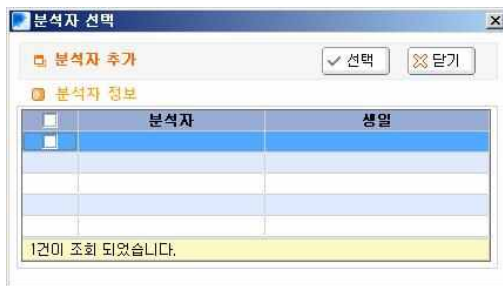 분석자 선택
분석자 추가
선택
닫기
분석자 정보
분석자 생일
1건이 조회 되었습니다.